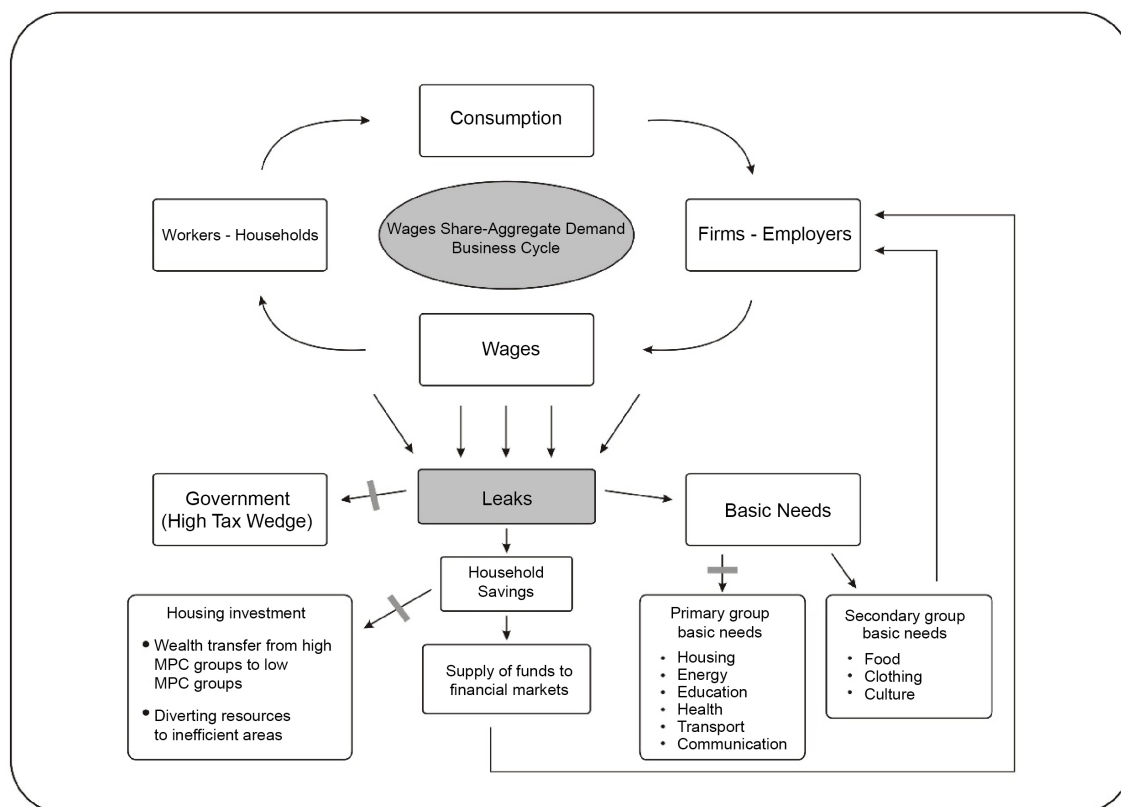 Consumption
Workers - Households
Wages Share-Aggregate Demand
Business Cycle
Firms - Employers
Wages
Government
(High Tax Wedge)
Leaks
Basic Needs
Household
Savings
Housing investment
• Wealth transfer from high
MPC groups to low
MPC groups
• Diverting resources
to inefficient areas
Supply of funds to
financial markets
Primary group
basic needs
• Housing
• Energy
• Education
• Health
• Transport
• Communication
Secondary group
basic needs
• Food
• Clothing
• Culture